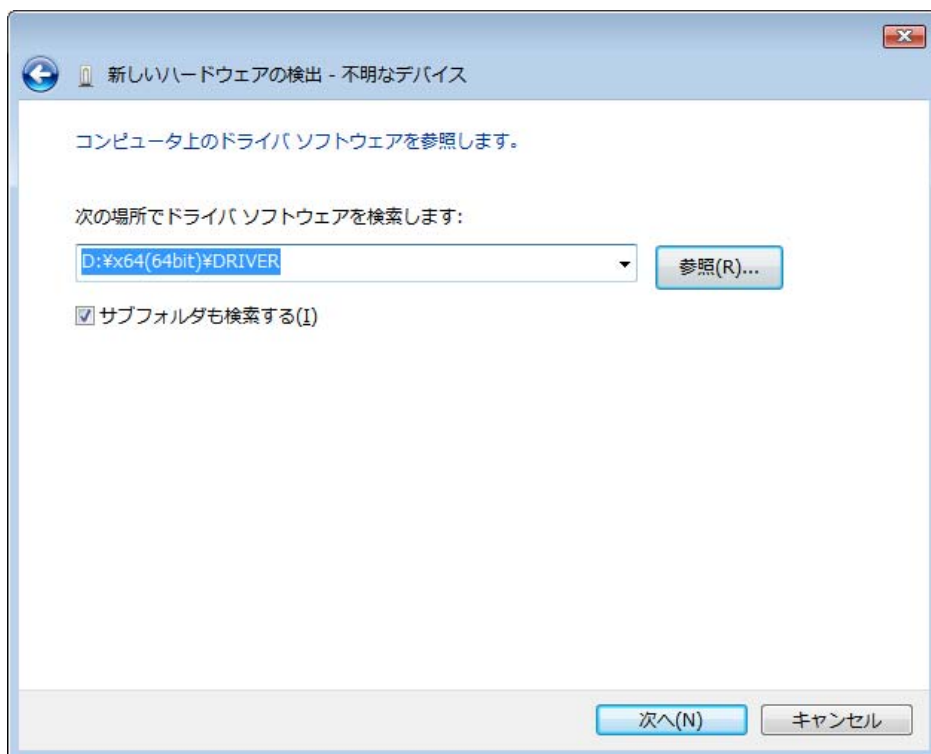 新しいハードウェアの検出 - 不明なデバイス
コンピュータ上のドライバ ソフトウェアを参照します。
次の場所でドライバ ソフトウェアを検索します:
D:¥x64(64bit)¥DRIVER
参照(R)...
サブフォルダも検索する(I)
次へ(N)
キャンセル